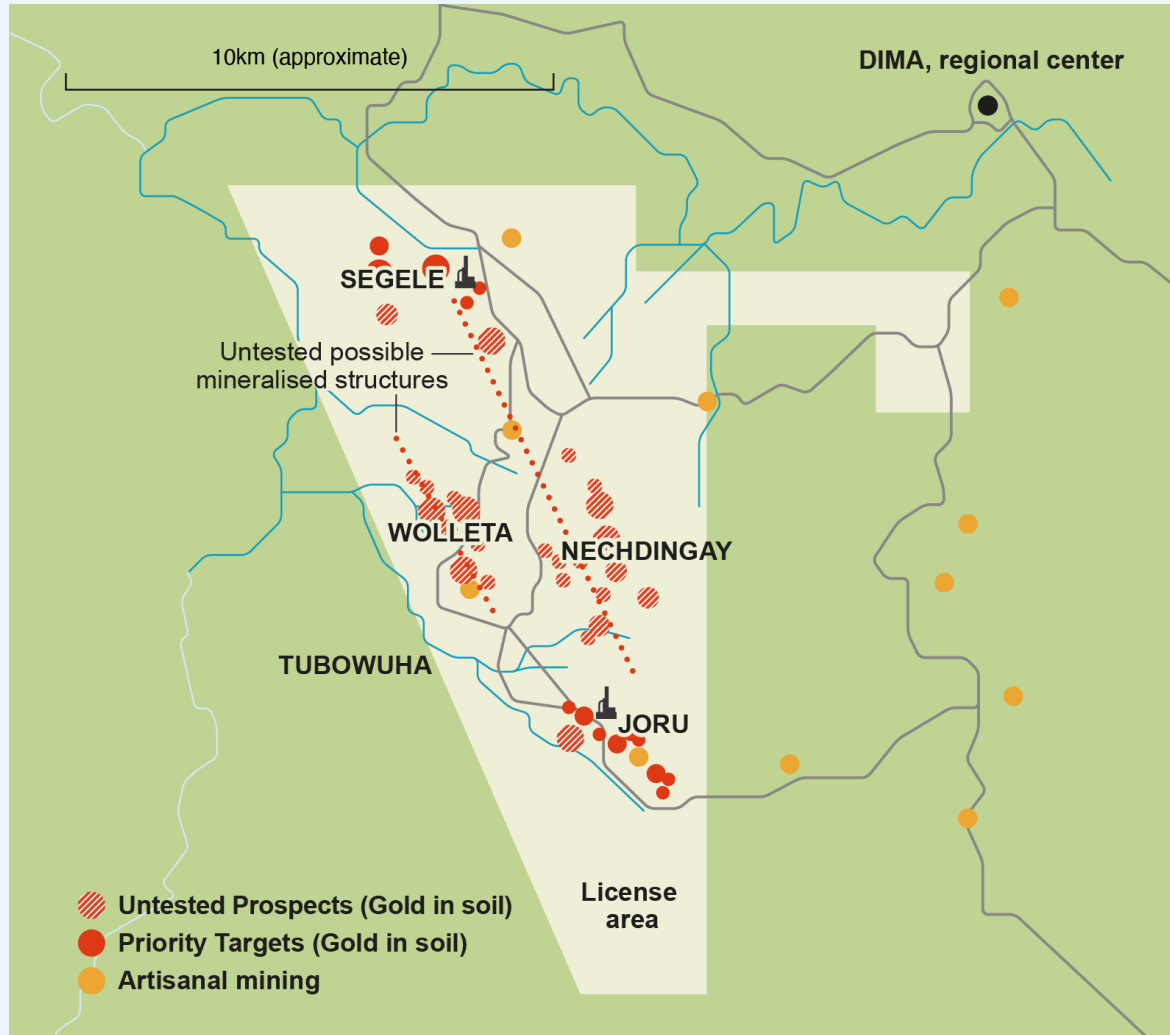 10km (approximate)
DIMA, regional center
SEGELE
Untested possible
mineralised structures
WOLLETA
NECHDINGAY
TUBOWUHA
JORU
License
area
Untested Prospects (Gold in soil)
Priority Targets (Gold in soil)
Artisanal mining